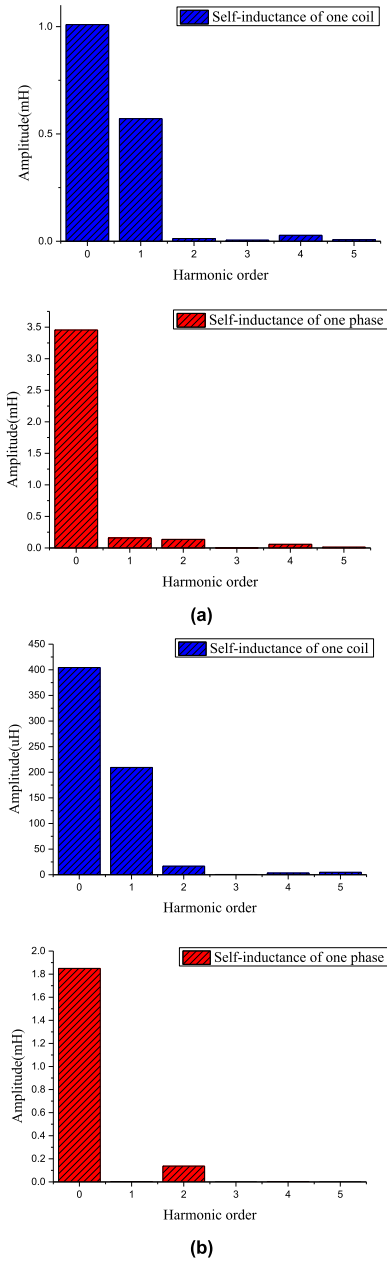 Self-inductance of one coil
1.0
0.5
0.0
Amplitude(mH)
0 1 2 3 4 5
Harmonic order
Self-inductance of one phase
3.5
3.0
2.5
2.0
1.5
1.0
0.5
0.0
Amplitude(mH)
0 1 2 3 4 5
Harmonic order
(a)
Self-inductance of one coil
450
400
350
300
250
200
150
100
50
0
Amplitude(uH)
0 1 2 3 4 5
Harmonic order
Self-inductance of one phase
2.0
1.8
1.6
1.4
1.2
1.0
0.8
0.6
0.4
0.2
0.0
Amplitude(mH)
0 1 2 3 4 5
Harmonic order
(b)